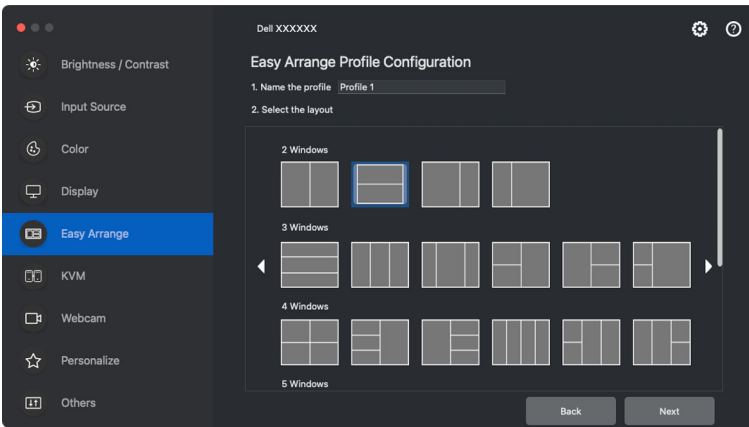 Dell XXXXXX
Brightness / Contrast
Input Source
Color
Display
Easy Arrange
KVM
Webcam
Personalize
Others
Easy Arrange Profile Configuration
1. Name the profile Profile 1
2. Select the layout
2 Windows
3 Windows
4 Windows
5 Windows
Back Next